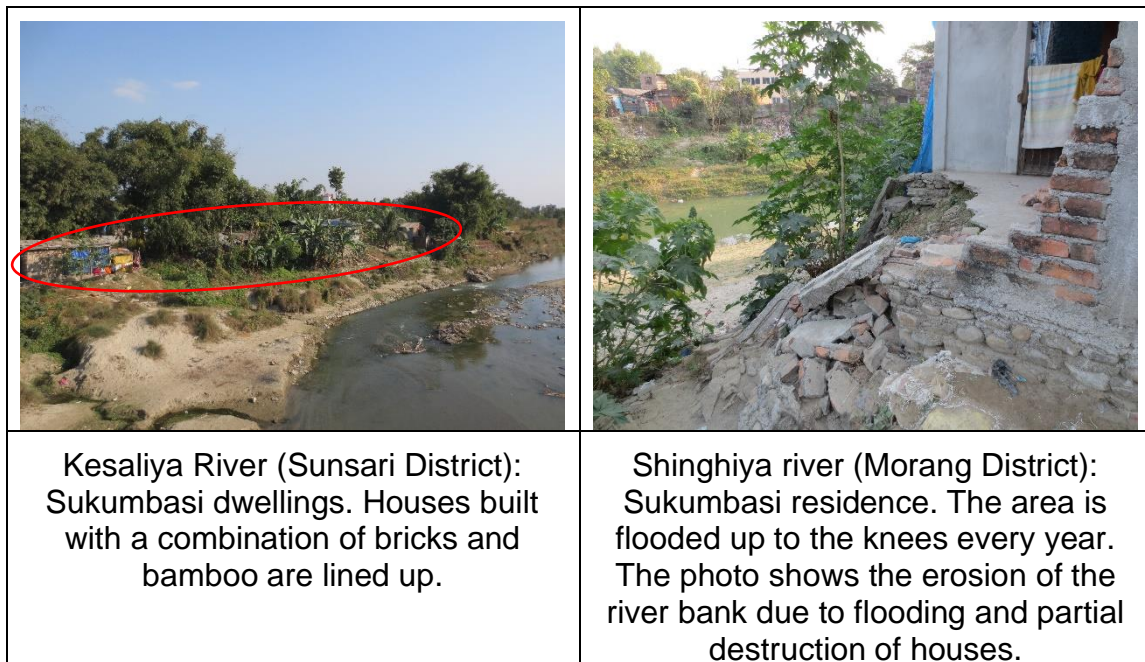 Kesaliya River (Sunsari District):
Sukumbasi dwellings. Houses built
with a combination of bricks and
bamboo are lined up.
Shinghiya river (Morang District):
Sukumbasi residence. The area is
flooded up to the knees every year.
The photo shows the erosion of the
river bank due to flooding and partial
destruction of houses.